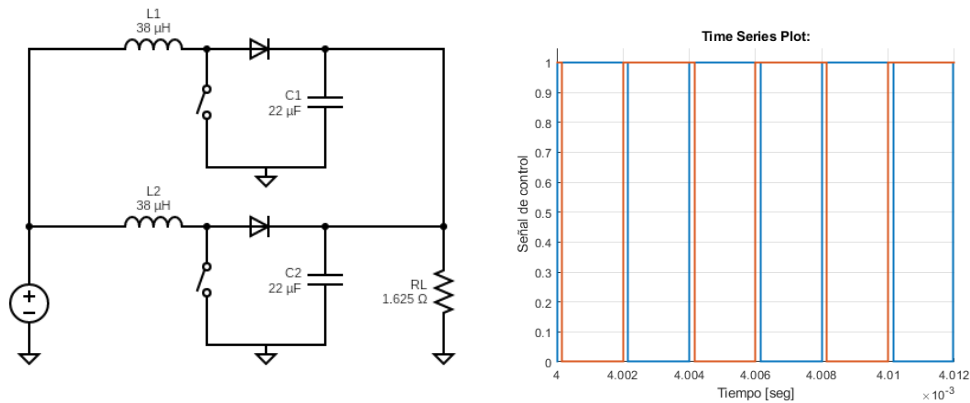 L1
38 µH
C1
22 µF
L2
38 µH
C2
22 µF
RL
1.625 Ω
Time Series Plot:
Señal de control
1
0.9
0.8
0.7
0.6
0.5
0.4
0.3
0.2
0.1
0
4 4.002 4.004 4.006 4.008 4.01 4.012
Tiempo [seg]
× 10⁻³